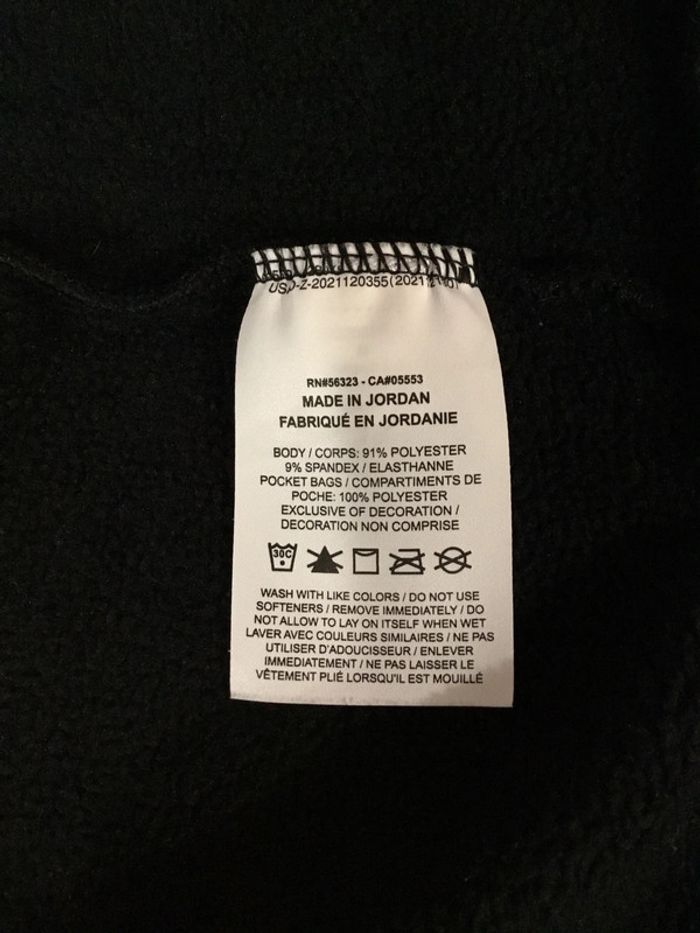 RN#56323 - CA#05553
MADE IN JORDAN
FABRIQUÉ EN JORDANIE
BODY / CORPS: 91% POLYESTER
9% SPANDEX / ELASTHANNE
POCKET BAGS / COMPARTIMENTS DE
POCHE: 100% POLYESTER
EXCLUSIVE OF DECORATION /
DECORATION NON COMPRISE
30C
WASH WITH LIKE COLORS / DO NOT USE
SOFTENERS / REMOVE IMMEDIATELY / DO
NOT ALLOW TO LAY ON ITSELF WHEN WET
LAVER AVEC COULEURS SIMILAIRES / NE PAS
UTILISER D'ADOUCISSEUR / ENLEVER
IMMEDIATEMENT / NE PAS LAISSER LE
VÊTEMENT PLIÉ LORSQU'IL EST MOUILLÉ